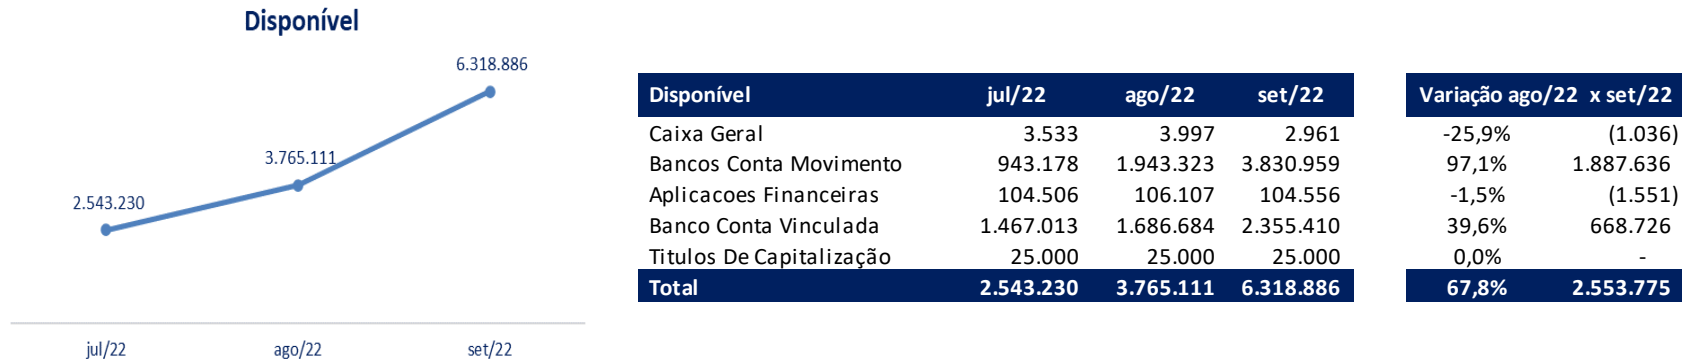 Disponível
6.318.886
3.765.111
2.543.230
jul/22 ago/22 set/22
Disponível jul/22 ago/22 set/22 Variação ago/22 x set/22
Caixa Geral 3.533 3.997 2.961 -25,9% (1.036)
Bancos Conta Movimento 943.178 1.943.323 3.830.959 97,1% 1.887.636
Aplicacoes Financeiras 104.506 106.107 104.556 -1,5% (1.551)
Banco Conta Vinculada 1.467.013 1.686.684 2.355.410 39,6% 668.726
Titulos De Capitalização 25.000 25.000 25.000 0,0% -
Total 2.543.230 3.765.111 6.318.886 67,8% 2.553.775